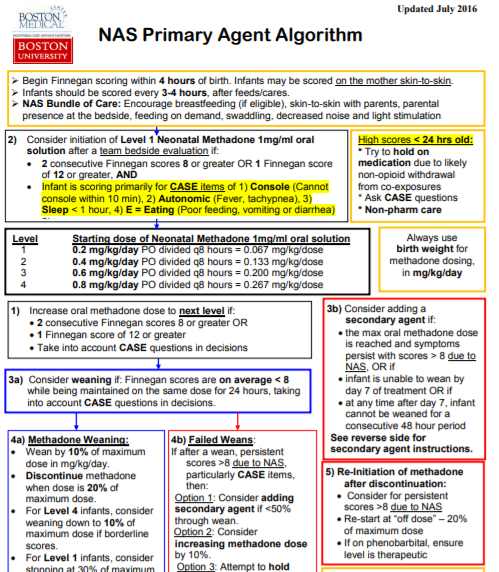 Updated July 2016
BOSTON
MEDICAL
EXCEPTIONAL CARE. WITHOUT EXCEPTION.
BOSTON
UNIVERSITY
NAS Primary Agent Algorithm
➢ Begin Finnegan scoring within 4 hours of birth. Infants may be scored on the mother skin-to-skin.
➢ Infants should be scored every 3-4 hours, after feeds/cares.
➢ NAS Bundle of Care: Encourage breastfeeding (if eligible), skin-to-skin with parents, parental
presence at the bedside, feeding on demand, swaddling, decreased noise and light stimulation
2) Consider initiation of Level 1 Neonatal Methadone 1mg/ml oral
solution after a team bedside evaluation if:
• 2 consecutive Finnegan scores 8 or greater OR 1 Finnegan score
of 12 or greater, AND
• Infant is scoring primarily for CASE items of 1) Console (Cannot
console within 10 min), 2) Autonomic (Fever, tachypnea), 3)
Sleep < 1 hour, 4) E = Eating (Poor feeding, vomiting or diarrhea)
High scores < 24 hrs old:
* Try to hold on
medication due to likely
non-opioid withdrawal
from co-exposures
* Ask CASE questions
* Non-pharm care
Level Starting dose of Neonatal Methadone 1mg/ml oral solution
1 0.2 mg/kg/day PO divided q8 hours = 0.067 mg/kg/dose
2 0.4 mg/kg/day PO divided q8 hours = 0.133 mg/kg/dose
3 0.6 mg/kg/day PO divided q8 hours = 0.200 mg/kg/dose
4 0.8 mg/kg/day PO divided q8 hours = 0.267 mg/kg/dose
Always use
birth weight for
methadone dosing,
in mg/kg/day
1) Increase oral methadone dose to next level if:
• 2 consecutive Finnegan scores 8 or greater OR
• 1 Finnegan score of 12 or greater
• Take into account CASE questions in decisions
3b) Consider adding a
secondary agent if:
• the max oral methadone dose
is reached and symptoms
persist with scores > 8 due to
NAS, OR if
• infant is unable to wean by
day 7 of treatment OR if
• at any time after day 7, infant
cannot be weaned for a
consecutive 48 hour period
See reverse side for
secondary agent instructions.
3a) Consider weaning if: Finnegan scores are on average < 8
while being maintained on the same dose for 24 hours, taking
into account CASE questions in decisions.
4a) Methadone Weaning:
• Wean by 10% of maximum
dose in mg/kg/day.
• Discontinue methadone
when dose is 20% of
maximum dose.
• For Level 4 infants, consider
weaning down to 10% of
maximum dose if borderline
scores.
• For Level 1 infants, consider
stopping at 30% of maximum
4b) Failed Weans:
If after a wean, persistent
scores >8 due to NAS,
particularly CASE items,
then:
Option 1: Consider adding
secondary agent if <50%
through wean.
Option 2: Consider
increasing methadone dose
by 10%.
Option 3: Attempt to hold
5) Re-Initiation of methadone
after discontinuation:
• Consider for persistent
scores >8 due to NAS
• Re-start at "off dose" – 20%
of maximum dose
• If on phenobarbital, ensure
level is therapeutic